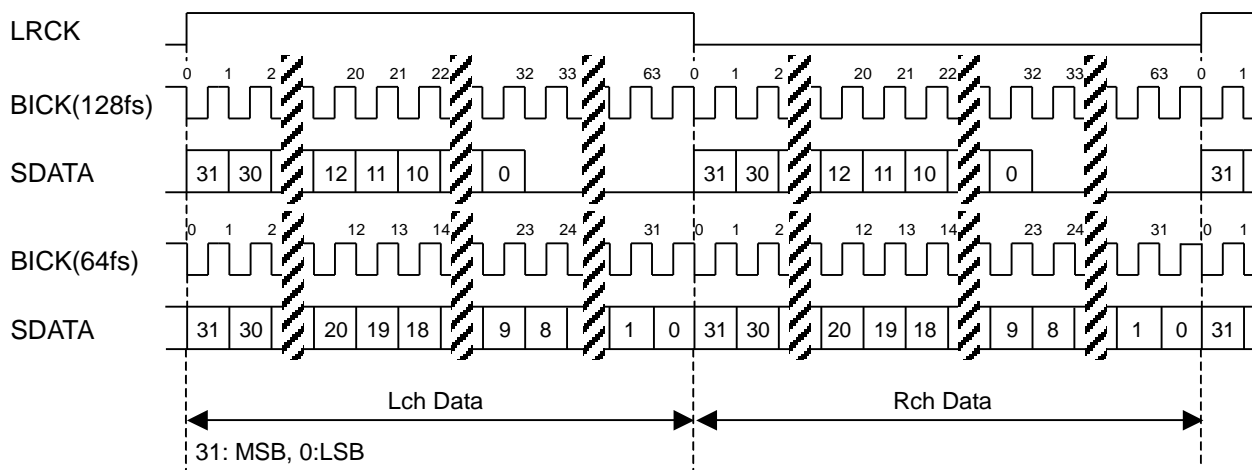 LRCK
0 1 2 20 21 22 32 33 63 0 1 2 20 21 22 32 33 63 0 1
BICK(128fs)
SDATA 31 30 12 11 10 0 31 30 12 11 10 0 31
0 1 2 12 13 14 23 24 31 0 1 2 12 13 14 23 24 31 0 1
BICK(64fs)
SDATA 31 30 20 19 18 9 8 1 0 31 30 20 19 18 9 8 1 0 31
Lch Data Rch Data
31: MSB, 0:LSB